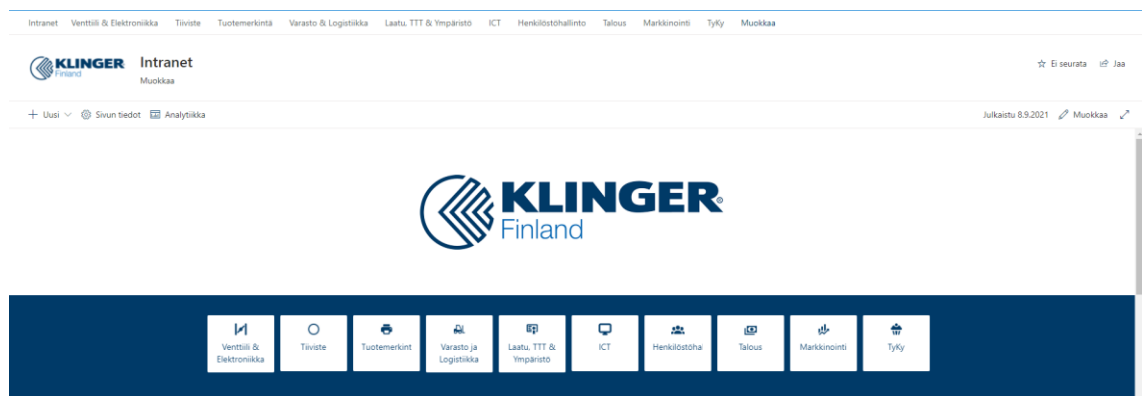 Intranet Venttiili & Elektroniikka Tiiviste Tuotemerkintä Varasto & Logistiikka Laatu, TTT & Ympäristö ICT Henkilöstöhallinto Talous Markkinointi TyKy Muokkaa
KLINGER Finland
Intranet
Muokkaa
Ei seurata Jaa
Uusi Sivun tiedot Analytiikka
Julkaistu 8.9.2021 Muokkaa
KLINGER®
Finland
Venttiili &
Elektroniikka
Tiiviste
Tuotemerkint
Varasto ja
Logistiikka
Laatu, TTT &
Ympäristö
ICT
Henkilöstöhal
Talous
Markkinointi
TyKy